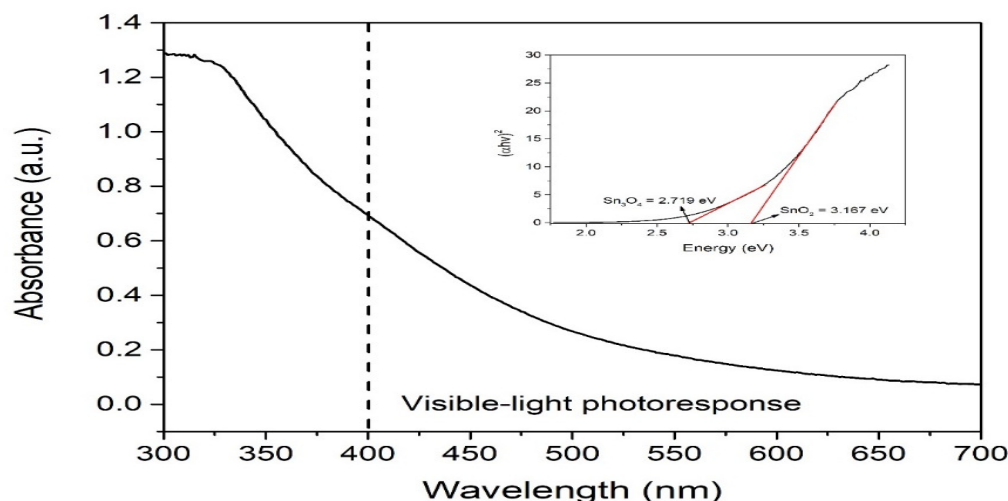 1.4
1.2
1.0
0.8
0.6
0.4
0.2
0.0
Absorbance (a.u.)
300 350 400 450 500 550 600 650 700
Wavelength (nm)
Visible-light photoresponse
30
25
20
15
10
5
0
(αhν)²
2.0 2.5 3.0 3.5 4.0
Energy (eV)
Sn₃O₄ = 2.719 eV
SnO₂ = 3.167 eV